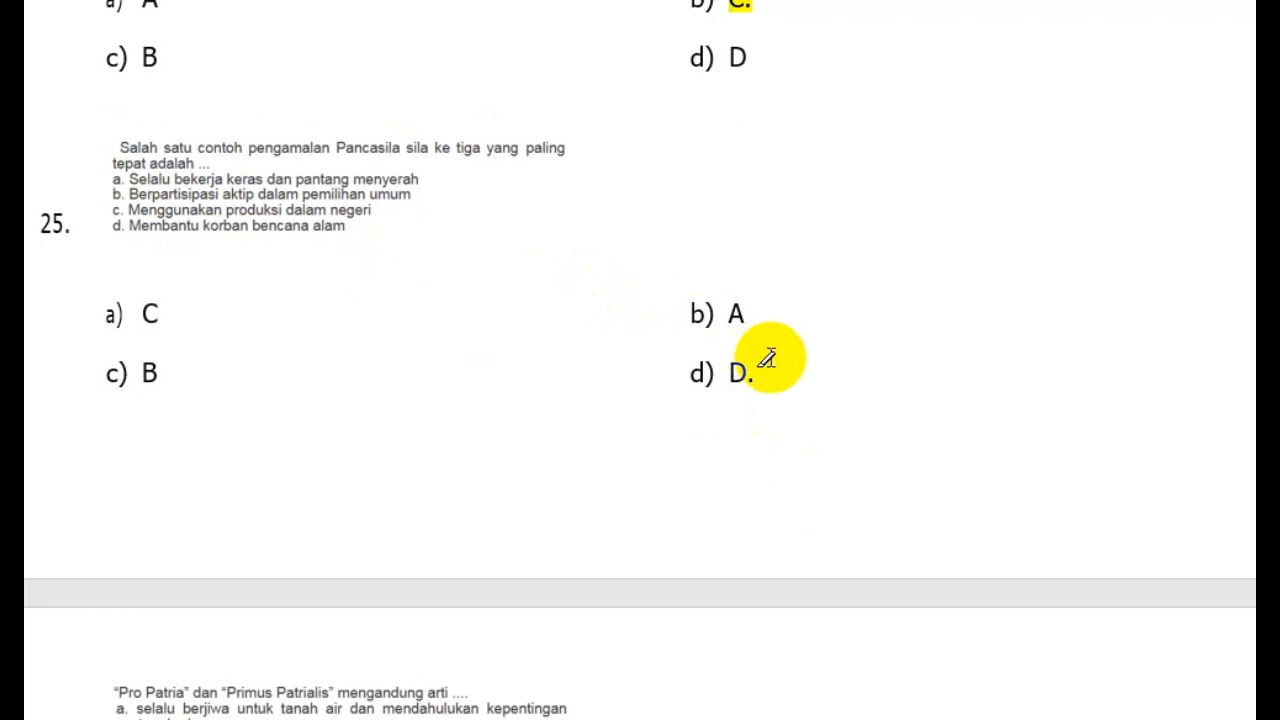 a) A
b) C.
c) B
d) D
Salah satu contoh pengamalan Pancasila sila ke tiga yang paling
tepat adalah ...
a. Selalu bekerja keras dan pantang menyerah
b. Berpartisipasi aktip dalam pemilihan umum
c. Menggunakan produksi dalam negeri
25.
d. Membantu korban bencana alam
a) C
b) A
c) B
d) D.
“Pro Patria” dan “Primus Patrialis” mengandung arti ....
a. selalu berjiwa untuk tanah air dan mendahulukan kepentingan